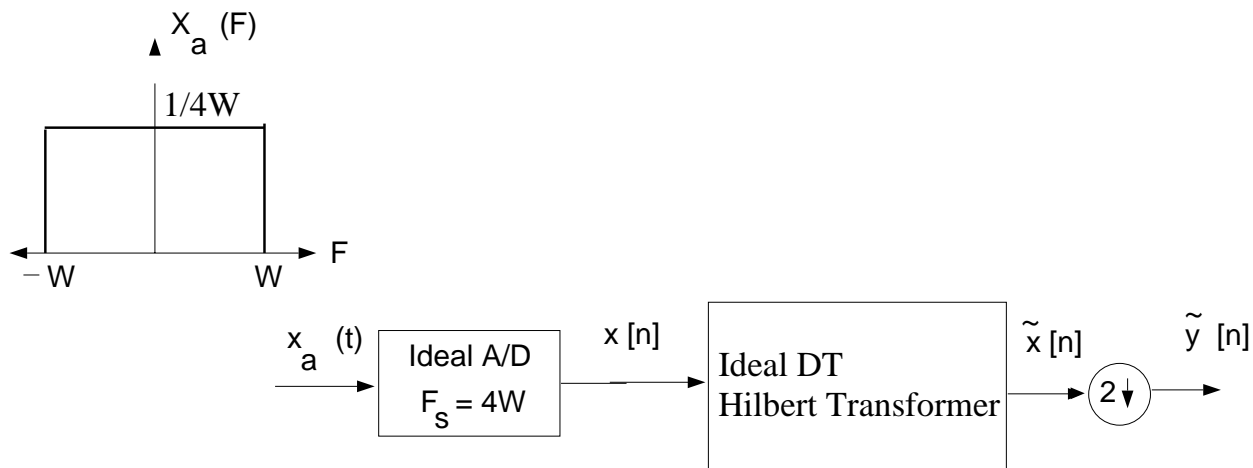 X_a (F)
1/4W
F
− W
W
x_a (t)
Ideal A/D
F_s = 4W
x [n]
Ideal DT
Hilbert Transformer
x̃ [n]
2↓
ỹ [n]